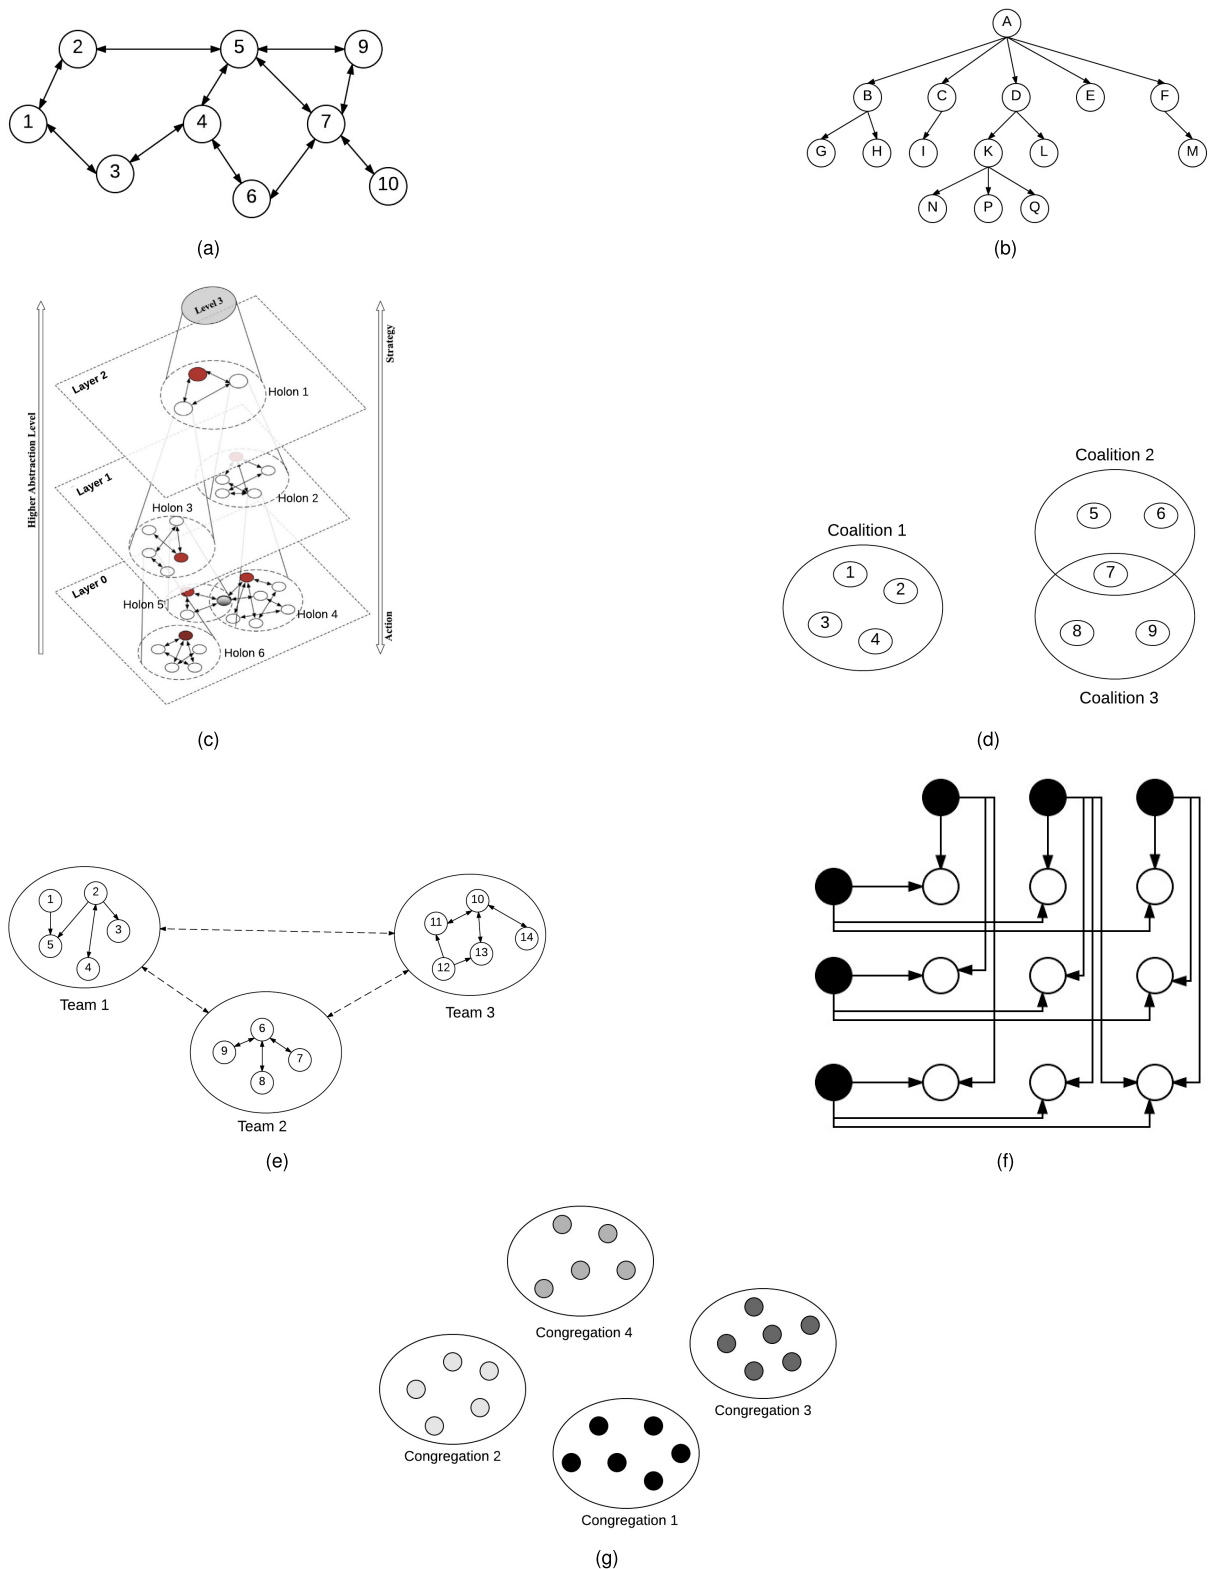 2
5
9
1
4
7
3
6
10
(a)
A
B
C
D
E
F
G
H
I
K
L
M
N
P
Q
(b)
Level 3
Layer 2
Holon 1
Strategy
Higher Abstraction Level
Layer 1
Holon 2
Holon 3
Layer 0
Holon 5
Holon 4
Action
Holon 6
(c)
Coalition 2
5
6
Coalition 1
7
1
2
3
4
8
9
Coalition 3
(d)
1
2
3
5
4
Team 1
10
11
14
13
12
Team 3
6
9
7
8
Team 2
(e)
(f)
Congregation 4
Congregation 3
Congregation 2
Congregation 1
(g)